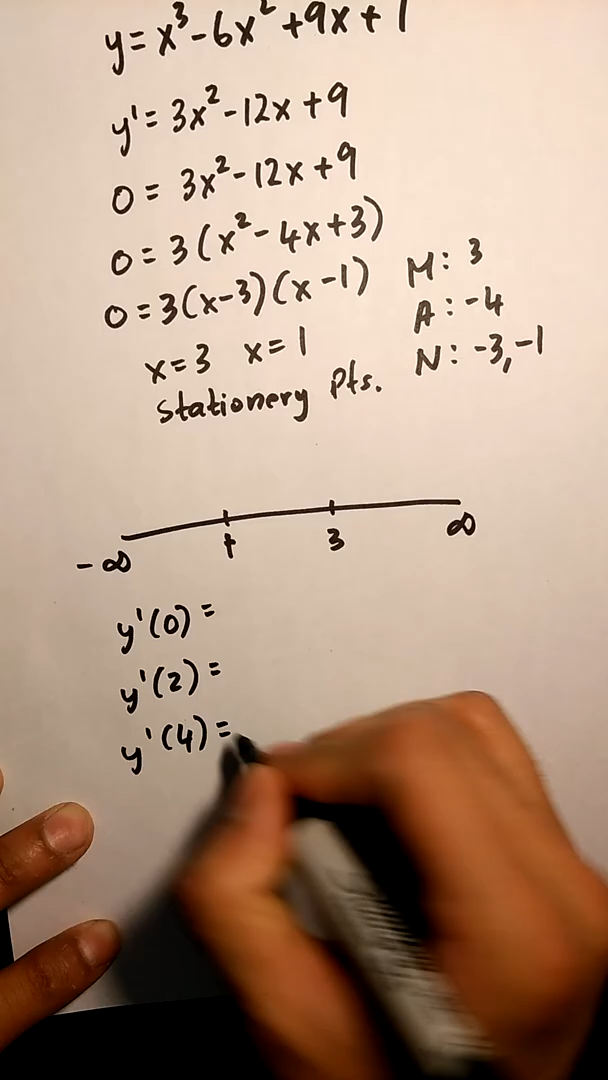 y = x³ - 6x² + 9x + 1
y' = 3x² - 12x + 9
0 = 3x² - 12x + 9
0 = 3(x² - 4x + 3)
0 = 3(x-3)(x-1)
M: 3
A: -4
N: -3, -1
x = 3 x = 1
Stationery Pts.
-∞ 1 3 ∞
y'(0) =
y'(2) =
y'(4) =